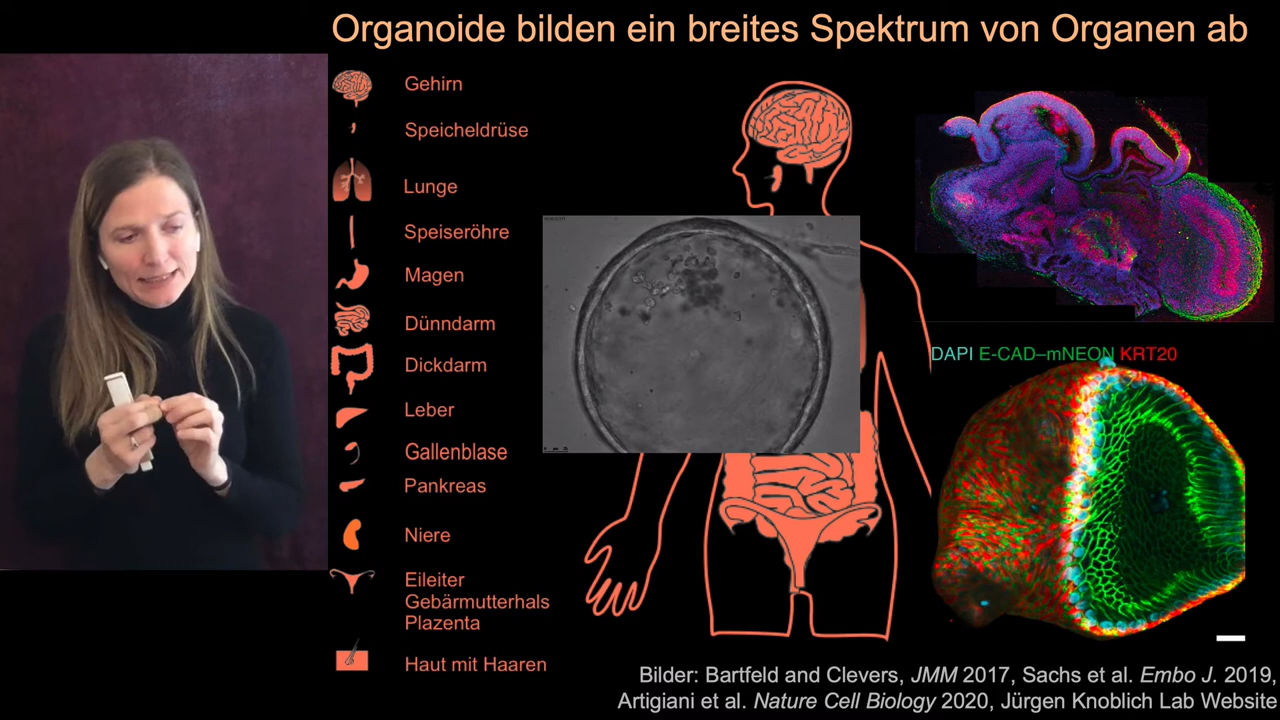 Organoide bilden ein breites Spektrum von Organen ab
Gehirn
Speicheldrüse
Lunge
Speiseröhre
Magen
Dünndarm
Dickdarm
Leber
Gallenblase
Pankreas
Niere
Eileiter
Gebärmutterhals
Plazenta
Haut mit Haaren
DAPI E-CAD–mNEON KRT20
Bilder: Bartfeld and Clevers, JMM 2017, Sachs et al. Embo J. 2019,
Artigiani et al. Nature Cell Biology 2020, Jürgen Knoblich Lab Website